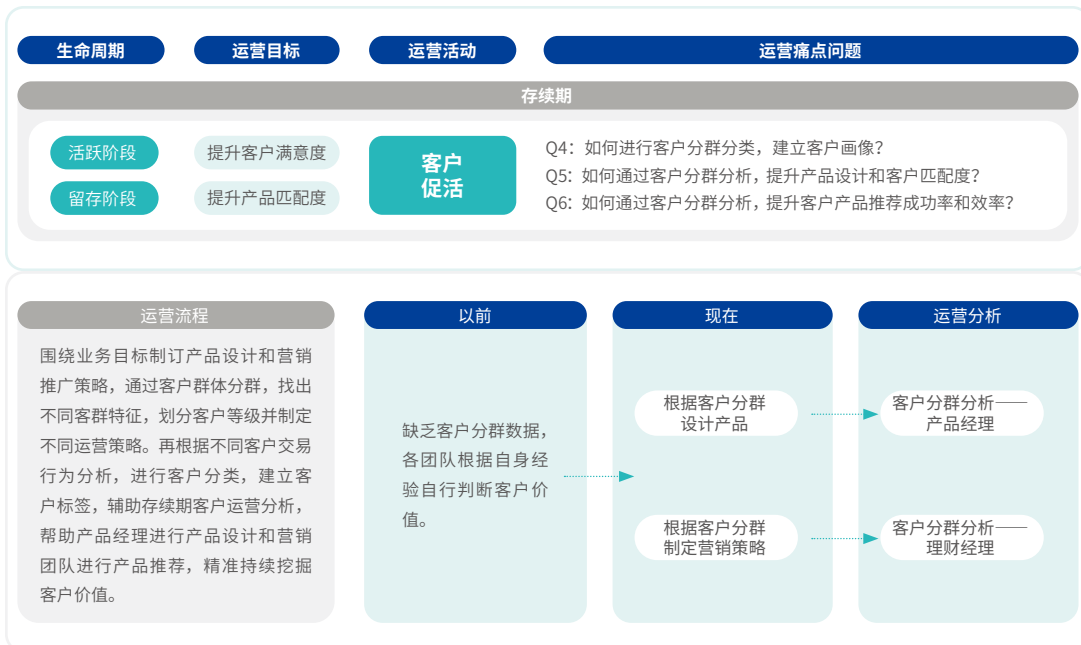 生命周期
运营目标
运营活动
运营痛点问题
存续期
活跃阶段
提升客户满意度
留存阶段
提升产品匹配度
客户
促活
Q4：如何进行客户分群分类，建立客户画像？
Q5：如何通过客户分群分析，提升产品设计和客户匹配度？
Q6：如何通过客户分群分析，提升客户产品推荐成功率和效率？
运营流程
围绕业务目标制订产品设计和营销
推广策略，通过客户群体分群，找出
不同客群特征，划分客户等级并制定
不同运营策略。再根据不同客户交易
行为分析，进行客户分类，建立客
户标签，辅助存续期客户运营分析，
帮助产品经理进行产品设计和营销
团队进行产品推荐，精准持续挖掘
客户价值。
以前
缺乏客户分群数据，
各团队根据自身经
验自行判断客户价
值。
现在
根据客户分群
设计产品
根据客户分群
制定营销策略
运营分析
客户分群分析——
产品经理
客户分群分析——
理财经理